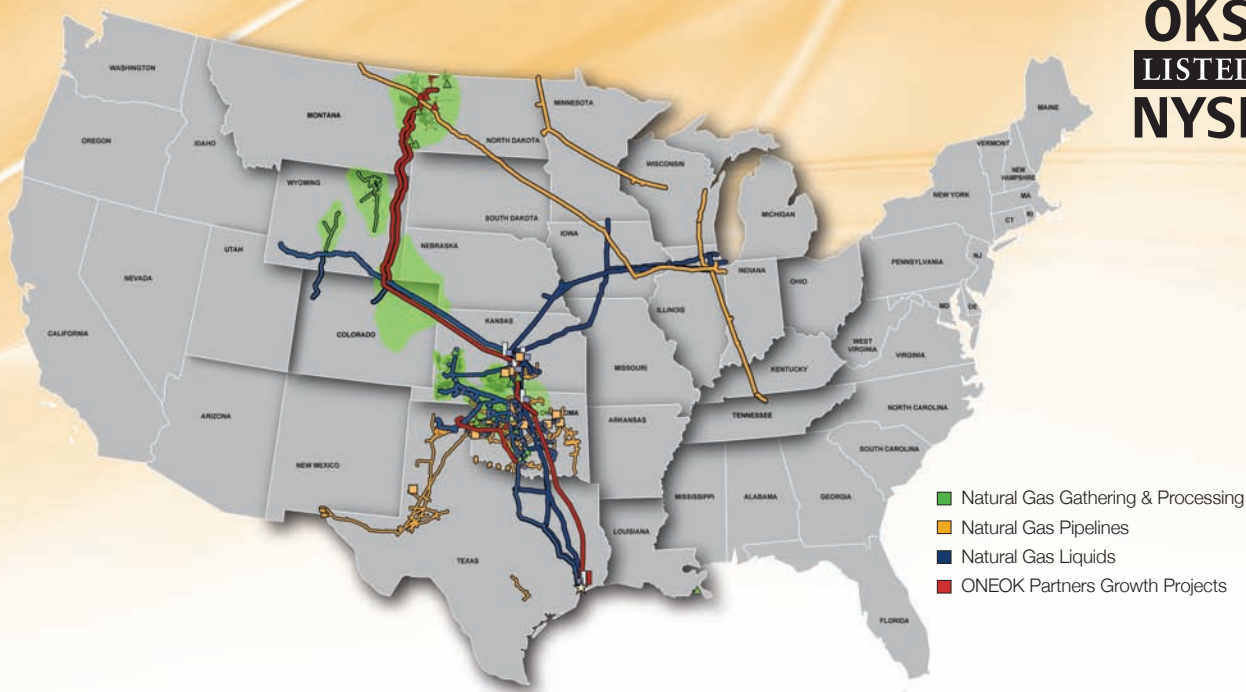 OKS
LISTED
NYS
WASHINGTON
MONTANA
NORTH DAKOTA
MINNESOTA
MAINE
OREGON
IDAHO
WYOMING
SOUTH DAKOTA
WISCONSIN
MICHIGAN
VERMONT
NEW
HAMPSHIRE
NEW YORK
MA
CT
RI
NEVADA
UTAH
NEBRASKA
IOWA
ILLINOIS
INDIANA
OHIO
PENNSYLVANIA
NJ
MD
DE
CALIFORNIA
COLORADO
KANSAS
MISSOURI
KENTUCKY
WEST
VIRGINIA
VIRGINIA
ARIZONA
NEW MEXICO
ARKANSAS
TENNESSEE
NORTH CAROLINA
SOUTH CAROLINA
TEXAS
LOUISIANA
MISSISSIPPI
ALABAMA
GEORGIA
FLORIDA
Natural Gas Gathering & Processing
Natural Gas Pipelines
Natural Gas Liquids
ONEOK Partners Growth Projects